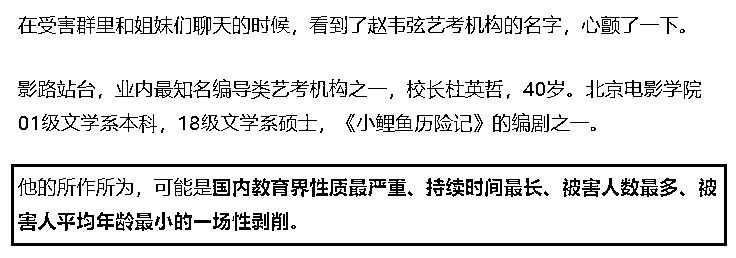 在受害群里和姐妹们聊天的时候，看到了赵韦弦艺考机构的名字，心颤了一下。
影路站台，业内最知名编导类艺考机构之一，校长杜英哲，40岁。北京电影学院
01级文学系本科，18级文学系硕士，《小鲤鱼历险记》的编剧之一。
他的所作所为，可能是国内教育界性质最严重、持续时间最长、被害人数最多、被
害人平均年龄最小的一场性剥削。